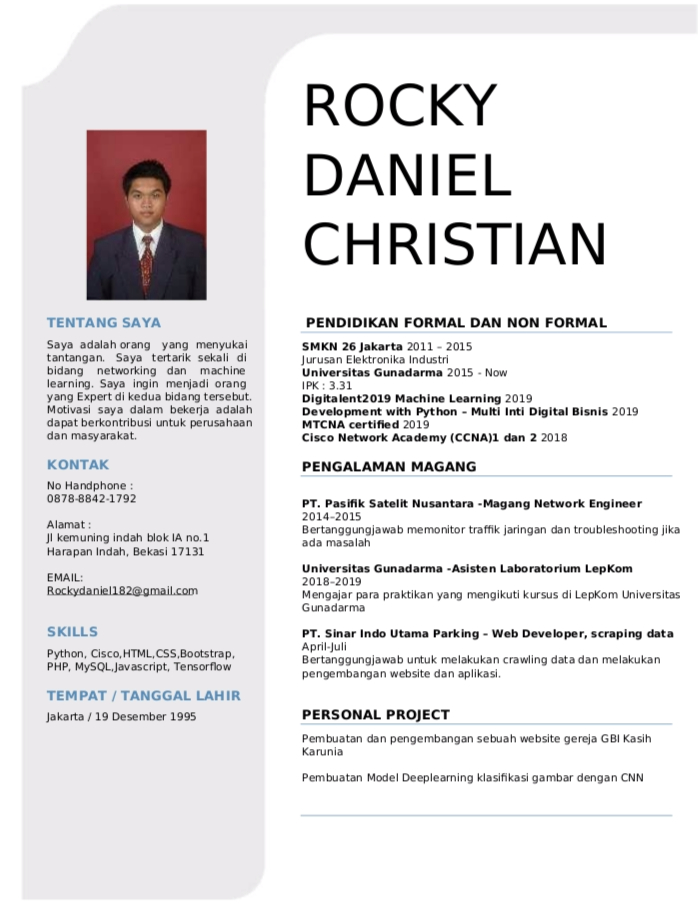 ROCKY
DANIEL
CHRISTIAN
TENTANG SAYA
Saya adalah orang yang menyukai
tantangan. Saya tertarik sekali di
bidang networking dan machine
learning. Saya ingin menjadi orang
yang Expert di kedua bidang tersebut.
Motivasi saya dalam bekerja adalah
dapat berkontribusi untuk perusahaan
dan masyarakat.
KONTAK
No Handphone :
0878-8842-1792
Alamat :
Jl kemuning indah blok IA no.1
Harapan Indah, Bekasi 17131
EMAIL:
Rockydaniel182@gmail.com
SKILLS
Python, Cisco,HTML,CSS,Bootstrap,
PHP, MySQL,Javascript, Tensorflow
TEMPAT / TANGGAL LAHIR
Jakarta / 19 Desember 1995
PENDIDIKAN FORMAL DAN NON FORMAL
SMKN 26 Jakarta 2011 – 2015
Jurusan Elektronika Industri
Universitas Gunadarma 2015 - Now
IPK : 3.31
Digitalent2019 Machine Learning 2019
Development with Python – Multi Inti Digital Bisnis 2019
MTCNA certified 2019
Cisco Network Academy (CCNA)1 dan 2 2018
PENGALAMAN MAGANG
PT. Pasifik Satelit Nusantara -Magang Network Engineer
2014–2015
Bertanggungjawab memonitor traffik jaringan dan troubleshooting jika
ada masalah
Universitas Gunadarma -Asisten Laboratorium LepKom
2018–2019
Mengajar para praktikan yang mengikuti kursus di LepKom Universitas
Gunadarma
PT. Sinar Indo Utama Parking – Web Developer, scraping data
April-Juli
Bertanggungjawab untuk melakukan crawling data dan melakukan
pengembangan website dan aplikasi.
PERSONAL PROJECT
Pembuatan dan pengembangan sebuah website gereja GBI Kasih
Karunia
Pembuatan Model Deeplearning klasifikasi gambar dengan CNN